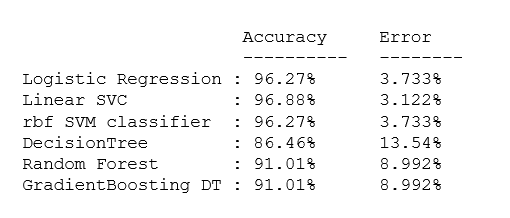 Accuracy Error
---------- --------
Logistic Regression : 96.27% 3.733%
Linear SVC : 96.88% 3.122%
rbf SVM classifier : 96.27% 3.733%
DecisionTree : 86.46% 13.54%
Random Forest : 91.01% 8.992%
GradientBoosting DT : 91.01% 8.992%